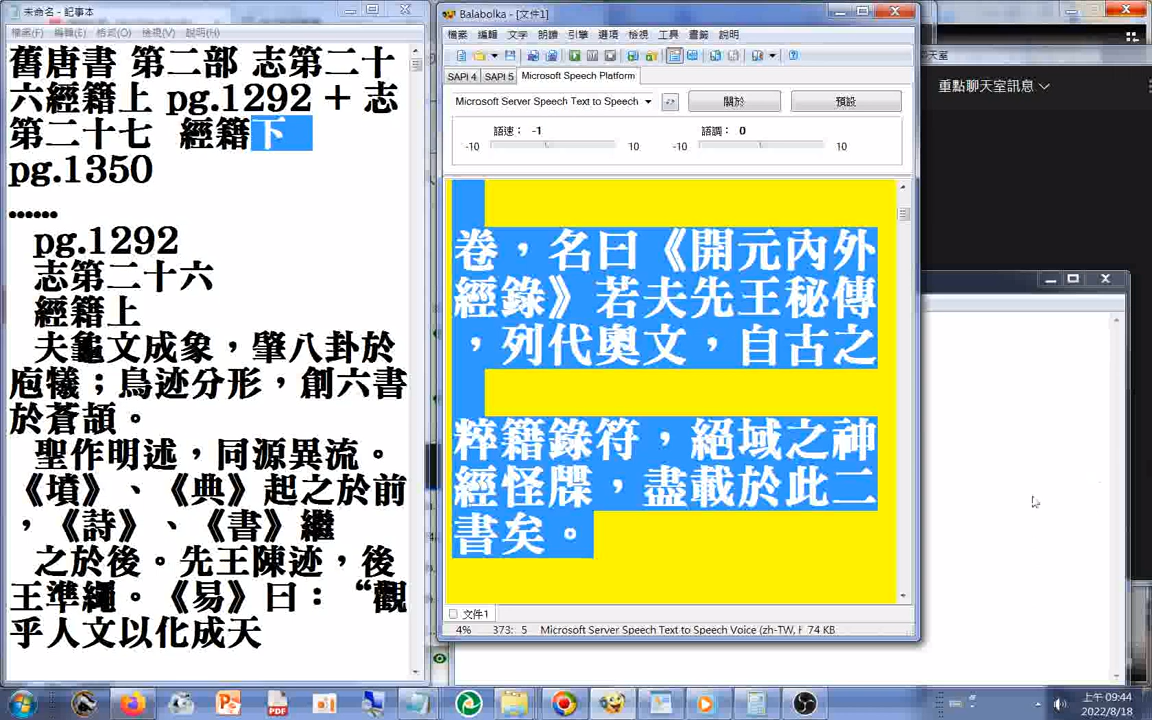 未命名 - 記事本
檔案(F) 編輯(E) 格式(O) 檢視(V) 說明(H)
舊唐書 第二部 志第二十
六經籍上 pg.1292 + 志
第二十七 經籍下
pg.1350
......
pg.1292
志第二十六
經籍上
夫龜文成象，肇八卦於
庖犧；鳥迹分形，創六書
於蒼頡。
聖作明述，同源異流。
《墳》、《典》起之於前
，《詩》、《書》繼
之於後。先王陳迹，後
王準繩。《易》曰：“觀
乎人文以化成天
Balabolka - [文件1]
檔案 編輯 文字 朗讀 引擎 選項 檢視 工具 書籤 說明
SAPI 4 SAPI 5 Microsoft Speech Platform
Microsoft Server Speech Text to Speech 關於 預設
語速： -1 語調： 0
-10 10 -10 10
卷，名曰《開元內外
經錄》若夫先王秘傳
，列代奧文，自古之
粹籍錄符，絕域之神
經怪牒，盡載於此二
書矣。
文件1
4% 373: 5 Microsoft Server Speech Text to Speech Voice (zh-TW, H 74 KB
天室
重點聊天室訊息
上午 09:44
2022/8/18